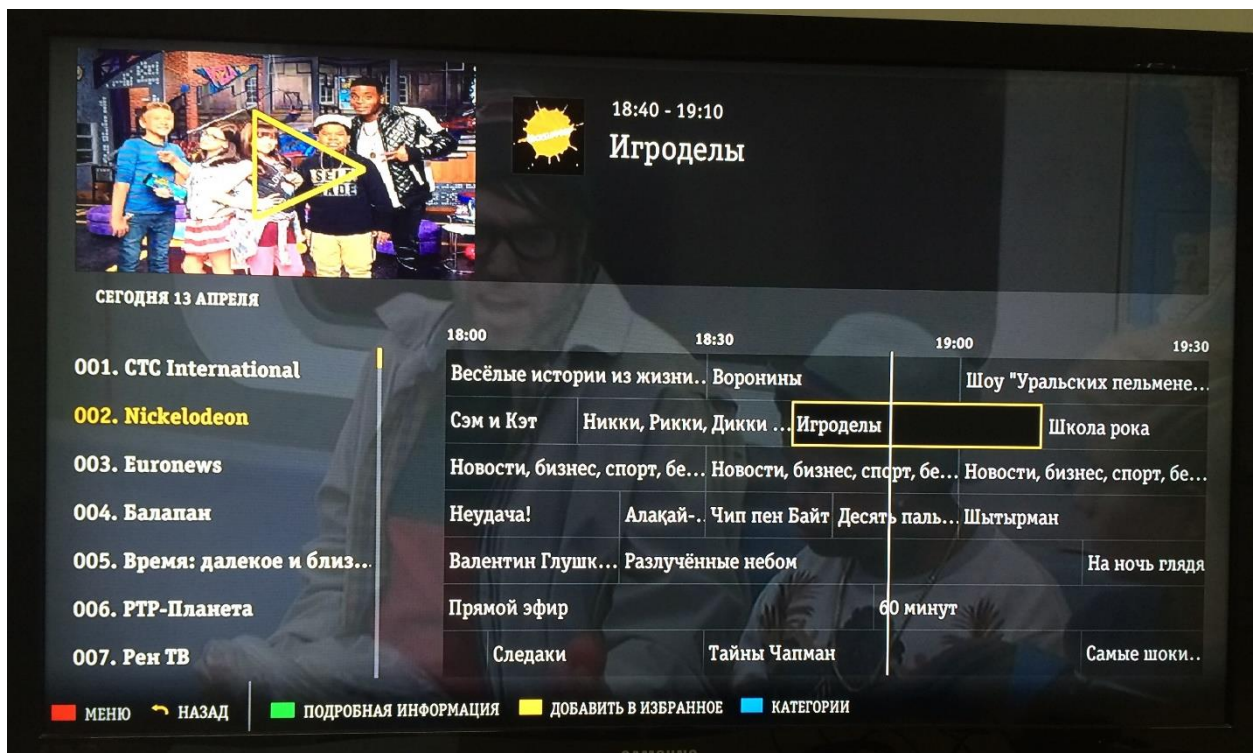 18:40 - 19:10
Игроделы
SELF
MADE
СЕГОДНЯ 13 АПРЕЛЯ
18:00 18:30 19:00 19:30
001. СТС International Весёлые истории из жизни.. Воронины Шоу "Уральских пельмене...
002. Nickelodeon Сэм и Кэт Никки, Рикки, Дикки ... Игроделы Школа рока
003. Euronews Новости, бизнес, спорт, бе... Новости, бизнес, спорт, бе... Новости, бизнес, спорт, бе...
004. Балапан Неудача! Алақай-.. Чип пен Байт Десять паль... Шытырман
005. Время: далекое и близ... Валентин Глушк... Разлучённые небом На ночь глядя
006. РТР-Планета Прямой эфир 60 минут
007. Рен ТВ Следаки Тайны Чапман Самые шоки..
МЕНЮ НАЗАД ПОДРОБНАЯ ИНФОРМАЦИЯ ДОБАВИТЬ В ИЗБРАННОЕ КАТЕГОРИИ
SAMSUNG